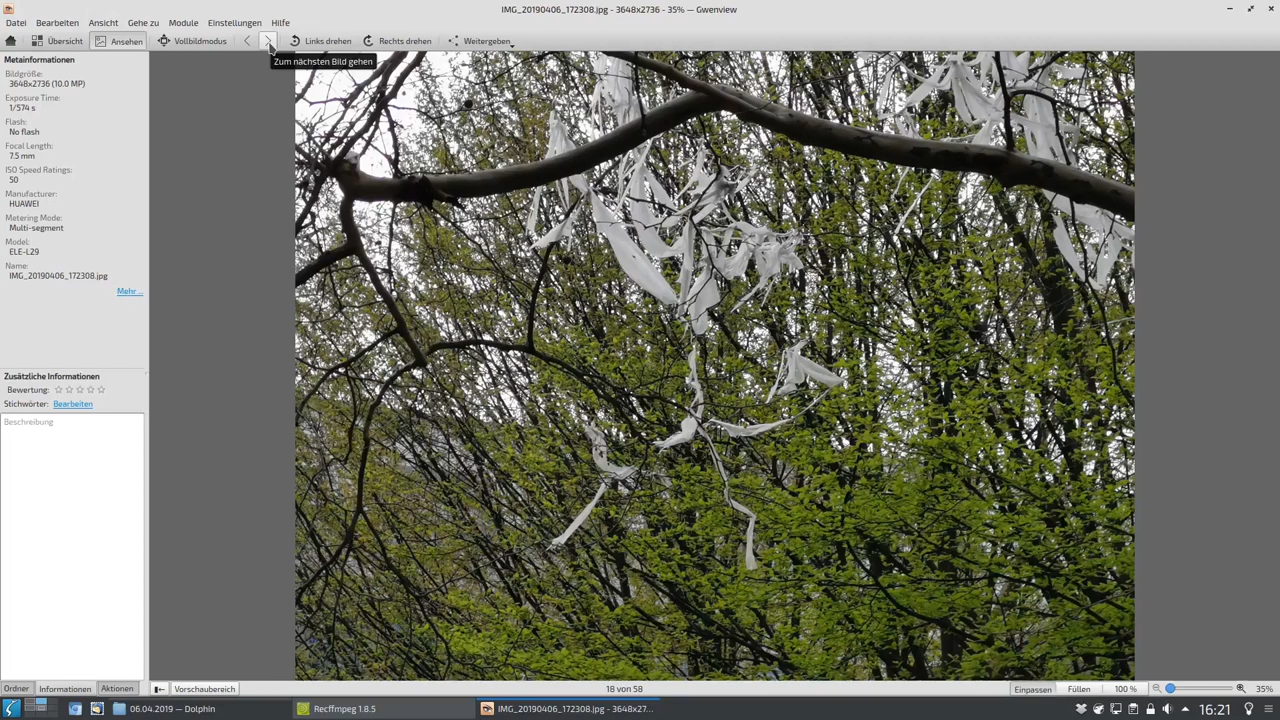 IMG_20190406_172308.jpg - 3648x2736 - 35% — Gwenview
Datei Bearbeiten Ansicht Gehe zu Module Einstellungen Hilfe
Übersicht Ansehen Vollbildmodus Links drehen Rechts drehen Weitergeben
Zum nächsten Bild gehen
Metainformationen
Bildgröße:
3648x2736 (10.0 MP)
Exposure Time:
1/574 s
Flash:
No flash
Focal Length:
7.5 mm
ISO Speed Ratings:
50
Manufacturer:
HUAWEI
Metering Mode:
Multi-segment
Model:
ELE-L29
Name:
IMG_20190406_172308.jpg
Mehr ...
Zusätzliche Informationen
Bewertung:
Stichwörter: Bearbeiten
Beschreibung
Ordner Informationen Aktionen Vorschaubereich 18 von 58 Einpassen Füllen 100 % 35%
06.04.2019 — Dolphin Recffmpeg 1.8.5 IMG_20190406_172308.jpg - 3648x27... 16:21